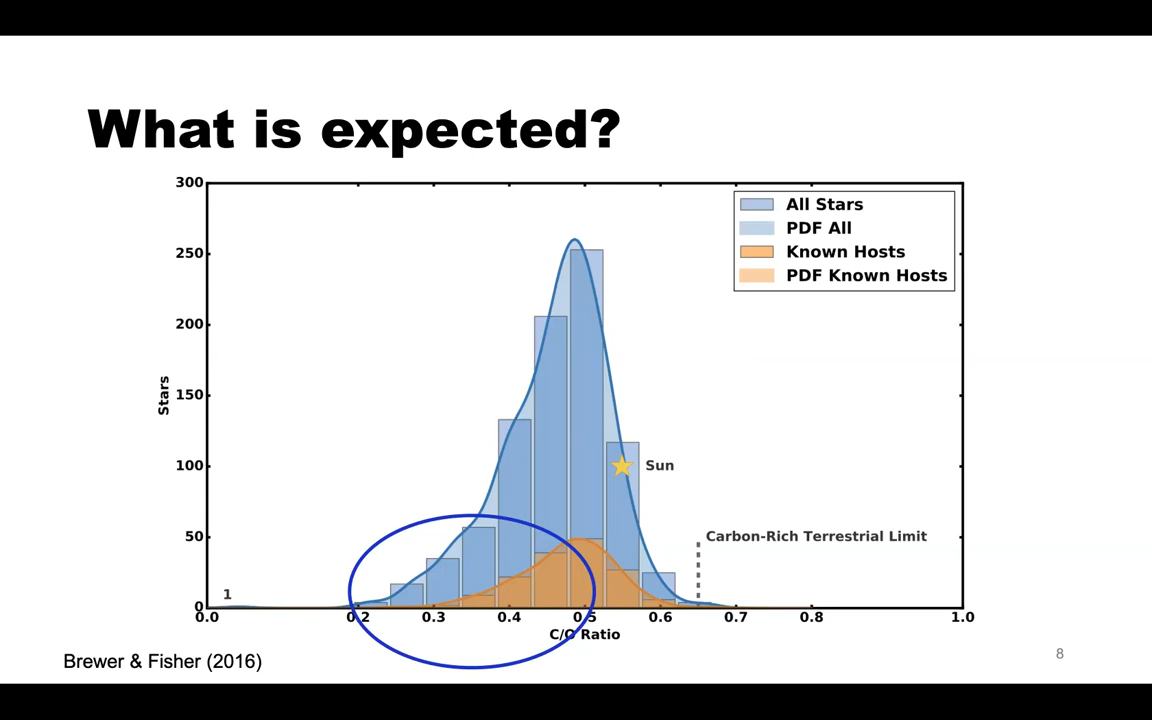 What is expected?
300
250
200
150
100
50
0
Stars
All Stars
PDF All
Known Hosts
PDF Known Hosts
Sun
Carbon-Rich Terrestrial Limit
1
0.0 0.2 0.3 0.4 0.5 0.6 0.7 0.8 1.0
C/O Ratio
Brewer & Fisher (2016)
8